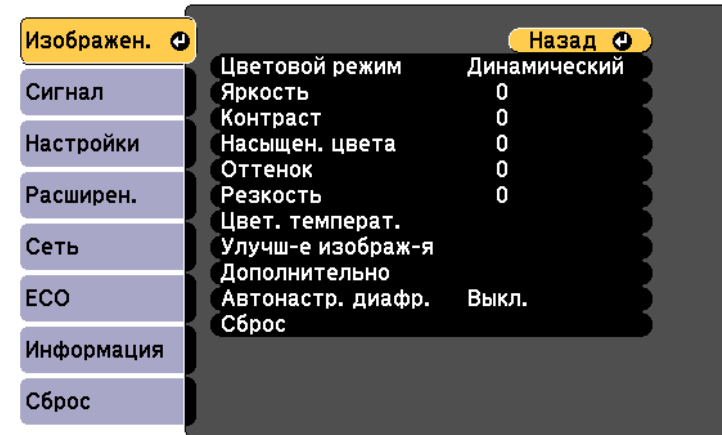 Изображен.
Сигнал
Настройки
Расширен.
Сеть
ECO
Информация
Сброс
Назад
Цветовой режим Динамический
Яркость 0
Контраст 0
Насыщен. цвета 0
Оттенок 0
Резкость 0
Цвет. температ.
Улучш-е изображ-я
Дополнительно
Автонастр. диафр. Выкл.
Сброс